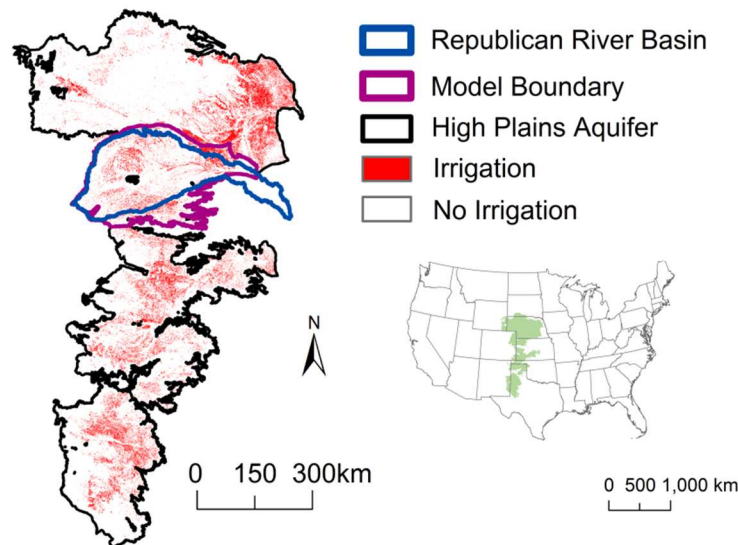 Republican River Basin
Model Boundary
High Plains Aquifer
Irrigation
No Irrigation
N
0 150 300km
0 500 1,000 km